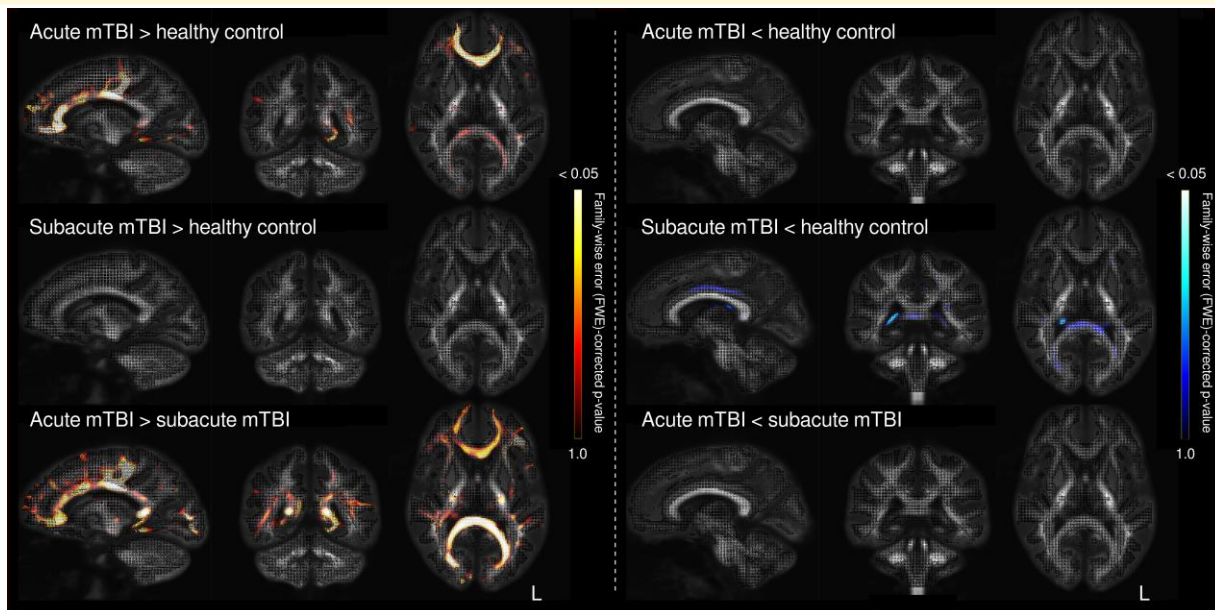 Acute mTBI > healthy control
Acute mTBI < healthy control
< 0.05
Family-wise error (FWE)-corrected p-value
1.0
< 0.05
Family-wise error (FWE)-corrected p-value
1.0
Subacute mTBI > healthy control
Subacute mTBI < healthy control
Acute mTBI > subacute mTBI
Acute mTBI < subacute mTBI
L
L